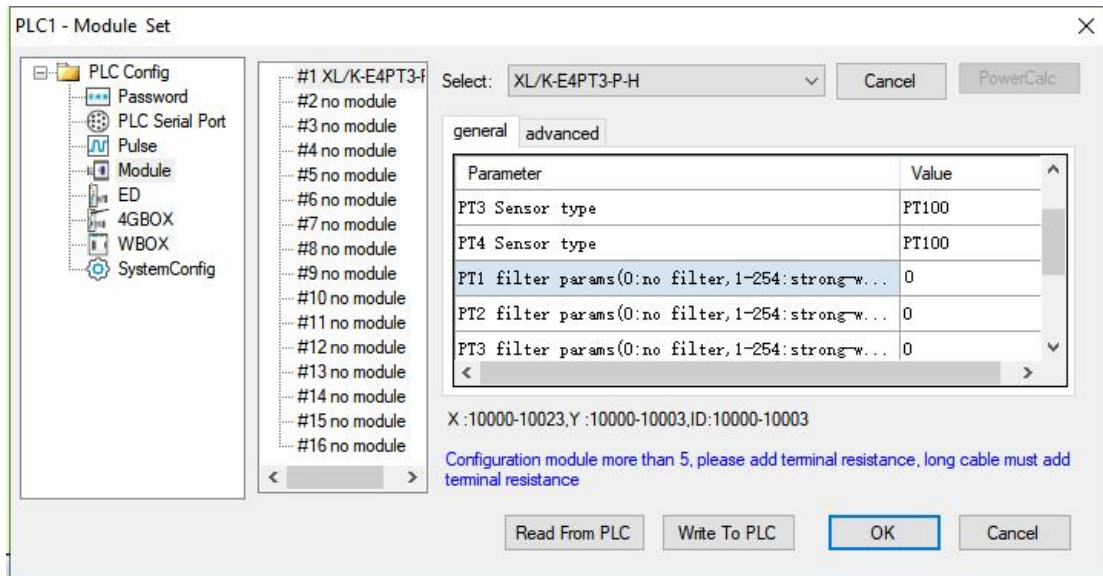 PLC1 - Module Set
PLC Config
Password
PLC Serial Port
Pulse
Module
ED
4GBOX
WBOX
SystemConfig
#1 XL/K-E4PT3-F
#2 no module
#3 no module
#4 no module
#5 no module
#6 no module
#7 no module
#8 no module
#9 no module
#10 no module
#11 no module
#12 no module
#13 no module
#14 no module
#15 no module
#16 no module
Select: XL/K-E4PT3-P-H Cancel PowerCalc
general advanced
Parameter Value
PT3 Sensor type PT100
PT4 Sensor type PT100
PT1 filter params(0:no filter,1-254:strong-w... 0
PT2 filter params(0:no filter,1-254:strong-w... 0
PT3 filter params(0:no filter,1-254:strong-w... 0
X :10000-10023,Y :10000-10003,ID:10000-10003
Configuration module more than 5, please add terminal resistance, long cable must add
terminal resistance
Read From PLC Write To PLC OK Cancel